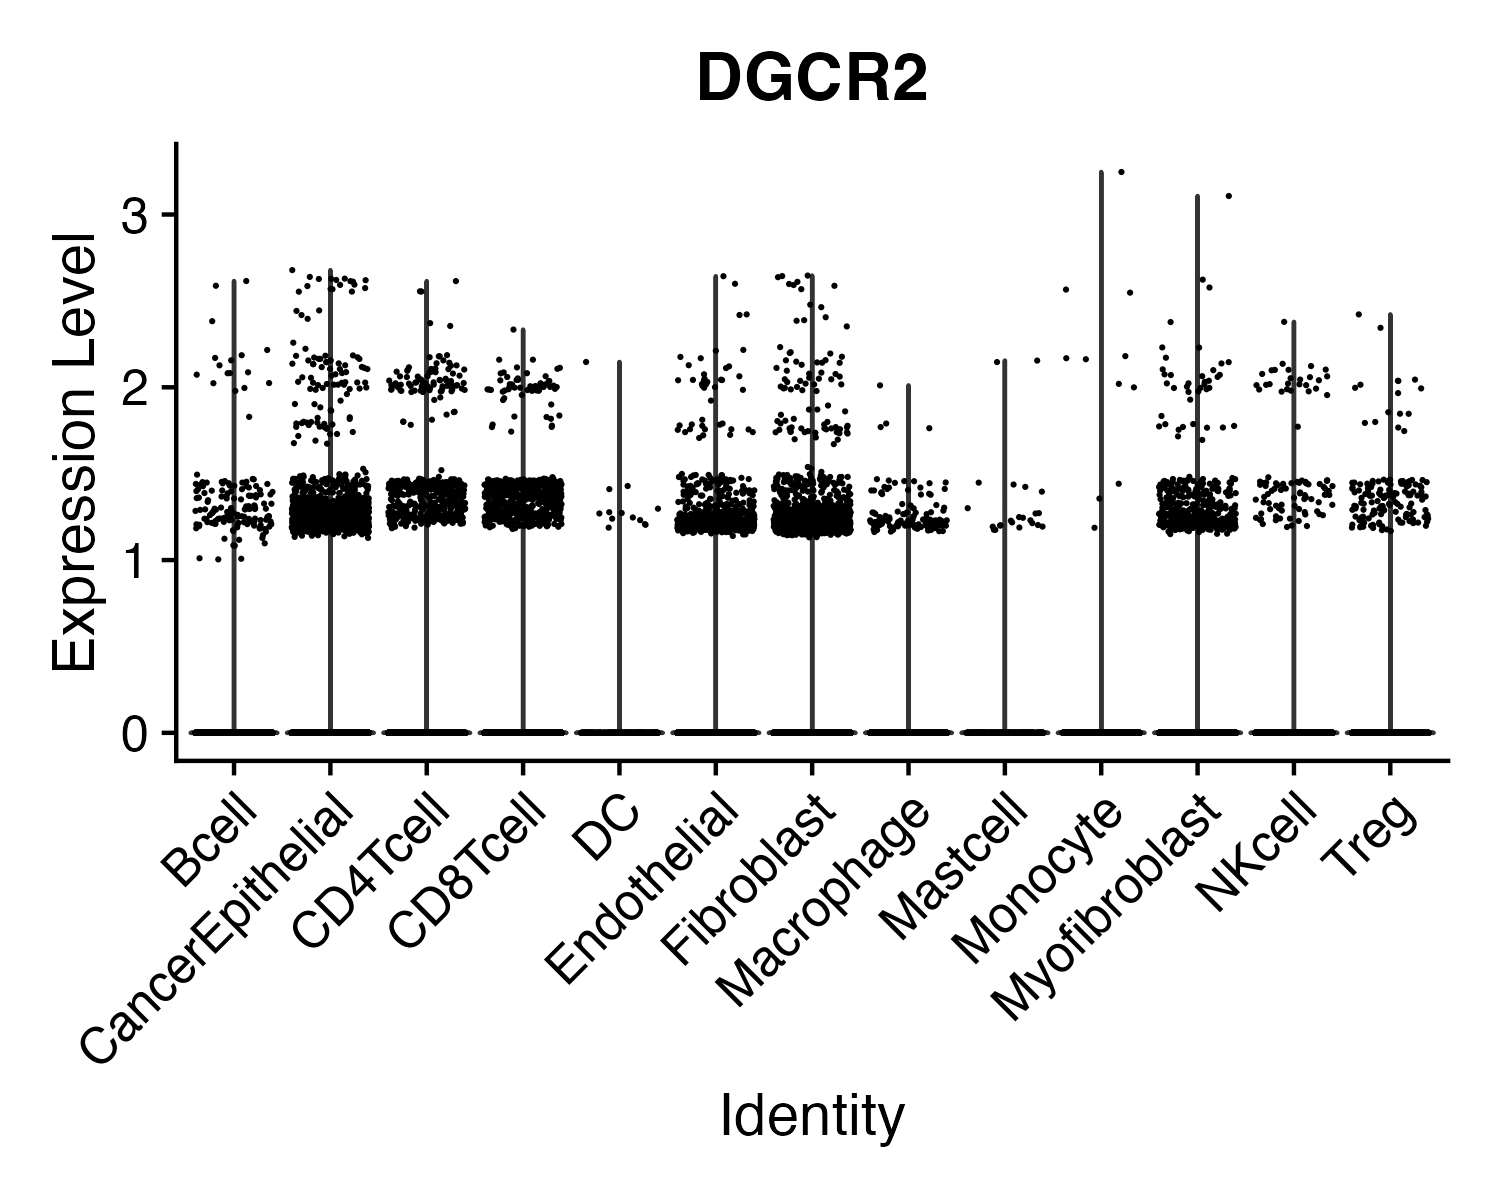 DGCR2
Expression Level
3
2
1
0
Bcell
CancerEpithelial
CD4Tcell
CD8Tcell
DC
Endothelial
Fibroblast
Macrophage
Mastcell
Monocyte
Myofibroblast
NKcell
Treg
Identity